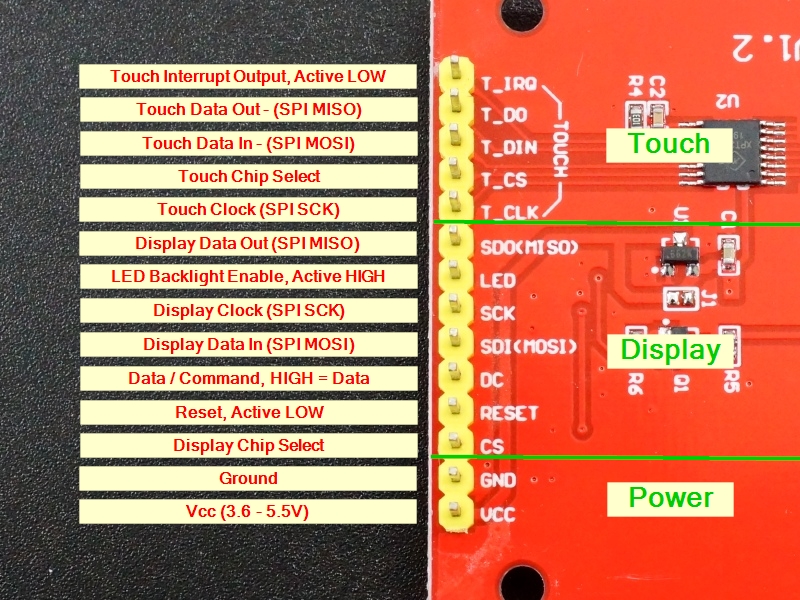 Touch Interrupt Output, Active LOW
Touch Data Out - (SPI MISO)
Touch Data In - (SPI MOSI)
Touch Chip Select
Touch Clock (SPI SCK)
Display Data Out (SPI MISO)
LED Backlight Enable, Active HIGH
Display Clock (SPI SCK)
Display Data In (SPI MOSI)
Data / Command, HIGH = Data
Reset, Active LOW
Display Chip Select
Ground
Vcc (3.6 - 5.5V)
T_IRQ
T_DO
T_DIN
T_CS
T_CLK
TOUCH
SDO(MISO)
LED
SCK
SDI(MOSI)
DC
RESET
CS
GND
VCC
V1.2
R4
C2
U2
Touch
C1
J1
Display
R6
Q1
R5
Power